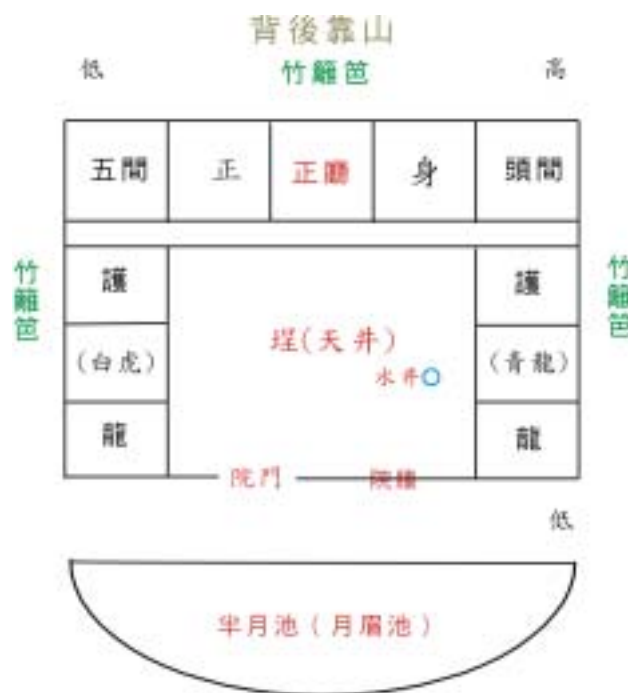 背後靠山
低 竹籬笆 高
五間 正 正廳 身 頭間
竹籬笆
護 護
竹籬笆
埕(天井)
(白虎) 水井 (青龍)
龍 龍
院門 院牆
低
半月池(月眉池)